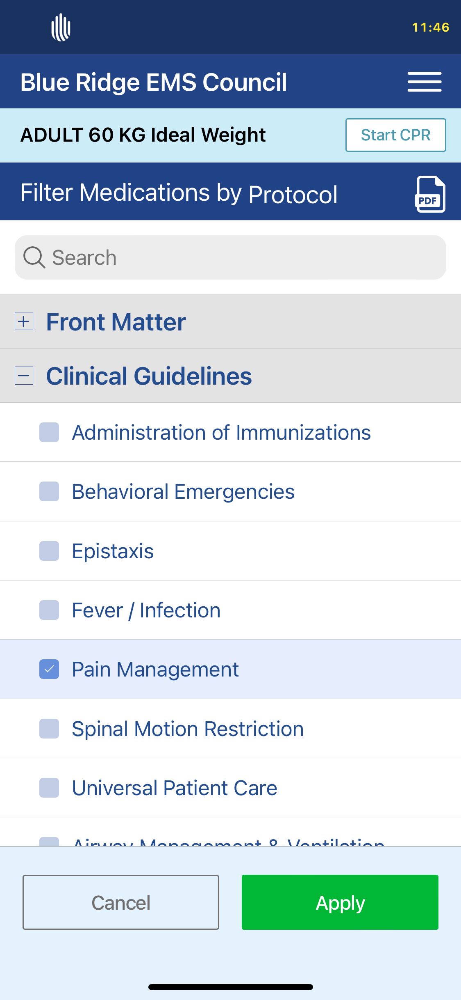 11:46
Blue Ridge EMS Council
ADULT 60 KG Ideal Weight
Start CPR
Filter Medications by Protocol
PDF
Search
Front Matter
Clinical Guidelines
Administration of Immunizations
Behavioral Emergencies
Epistaxis
Fever / Infection
Pain Management
Spinal Motion Restriction
Universal Patient Care
Airway Management & Ventilation
Cancel
Apply